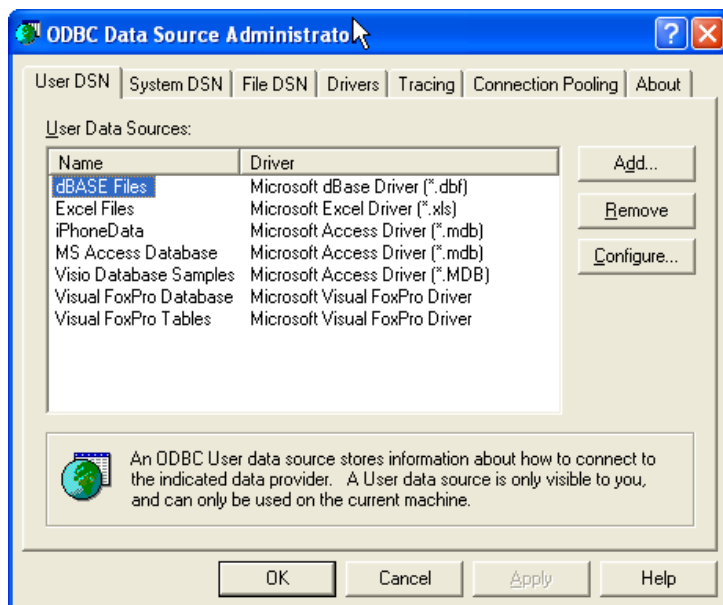 ODBC Data Source Administrato
User DSN System DSN File DSN Drivers Tracing Connection Pooling About
User Data Sources:
Name Driver
dBASE Files Microsoft dBase Driver (*.dbf)
Excel Files Microsoft Excel Driver (*.xls)
iPhoneData Microsoft Access Driver (*.mdb)
MS Access Database Microsoft Access Driver (*.mdb)
Visio Database Samples Microsoft Access Driver (*.MDB)
Visual FoxPro Database Microsoft Visual FoxPro Driver
Visual FoxPro Tables Microsoft Visual FoxPro Driver
Add...
Remove
Configure...
An ODBC User data source stores information about how to connect to
the indicated data provider. A User data source is only visible to you,
and can only be used on the current machine.
OK Cancel Apply Help